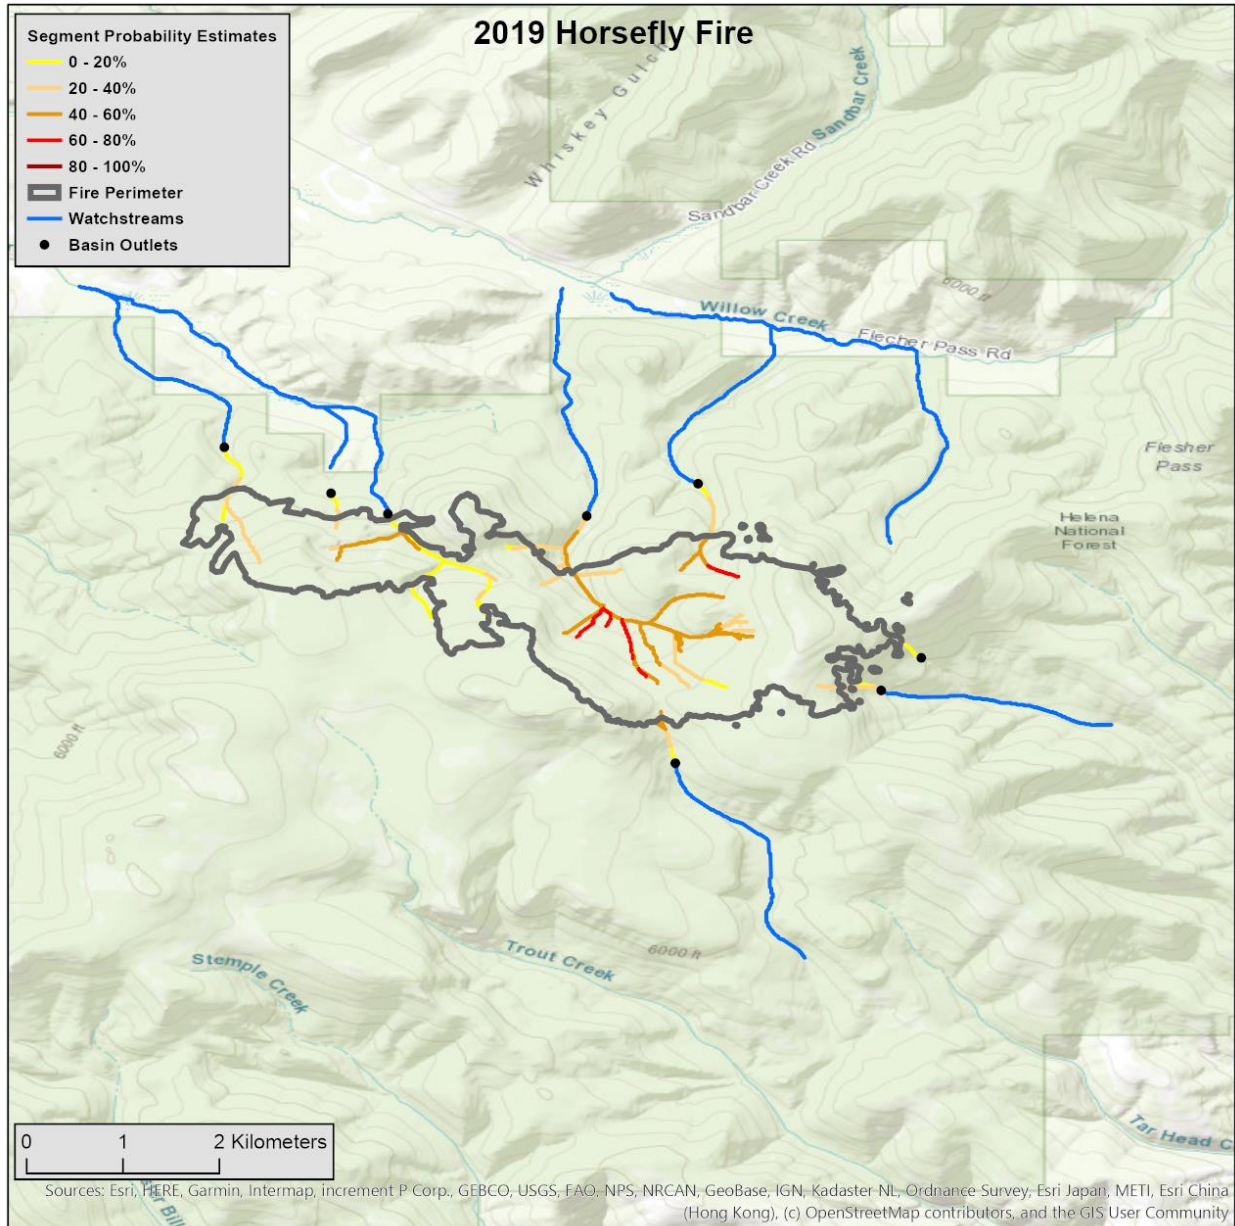 2019 Horsefly Fire
Segment Probability Estimates
0 - 20%
20 - 40%
40 - 60%
60 - 80%
80 - 100%
Fire Perimeter
Watchstreams
Basin Outlets
Whiskey Gulch
Sandbar Creek
Sandbar Creek Rd
6000 ft
Willow Creek
Flecher Pass Rd
Flesher
Pass
Helena
National
Forest
6000 ft
Stemple Creek
Trout Creek
6000 ft
Tar Head C
0 1 2 Kilometers
Sources: Esri, HERE, Garmin, Intermap, increment P Corp., GEBCO, USGS, FAO, NPS, NRCAN, GeoBase, IGN, Kadaster NL, Ordnance Survey, Esri Japan, METI, Esri China
(Hong Kong), (c) OpenStreetMap contributors, and the GIS User Community